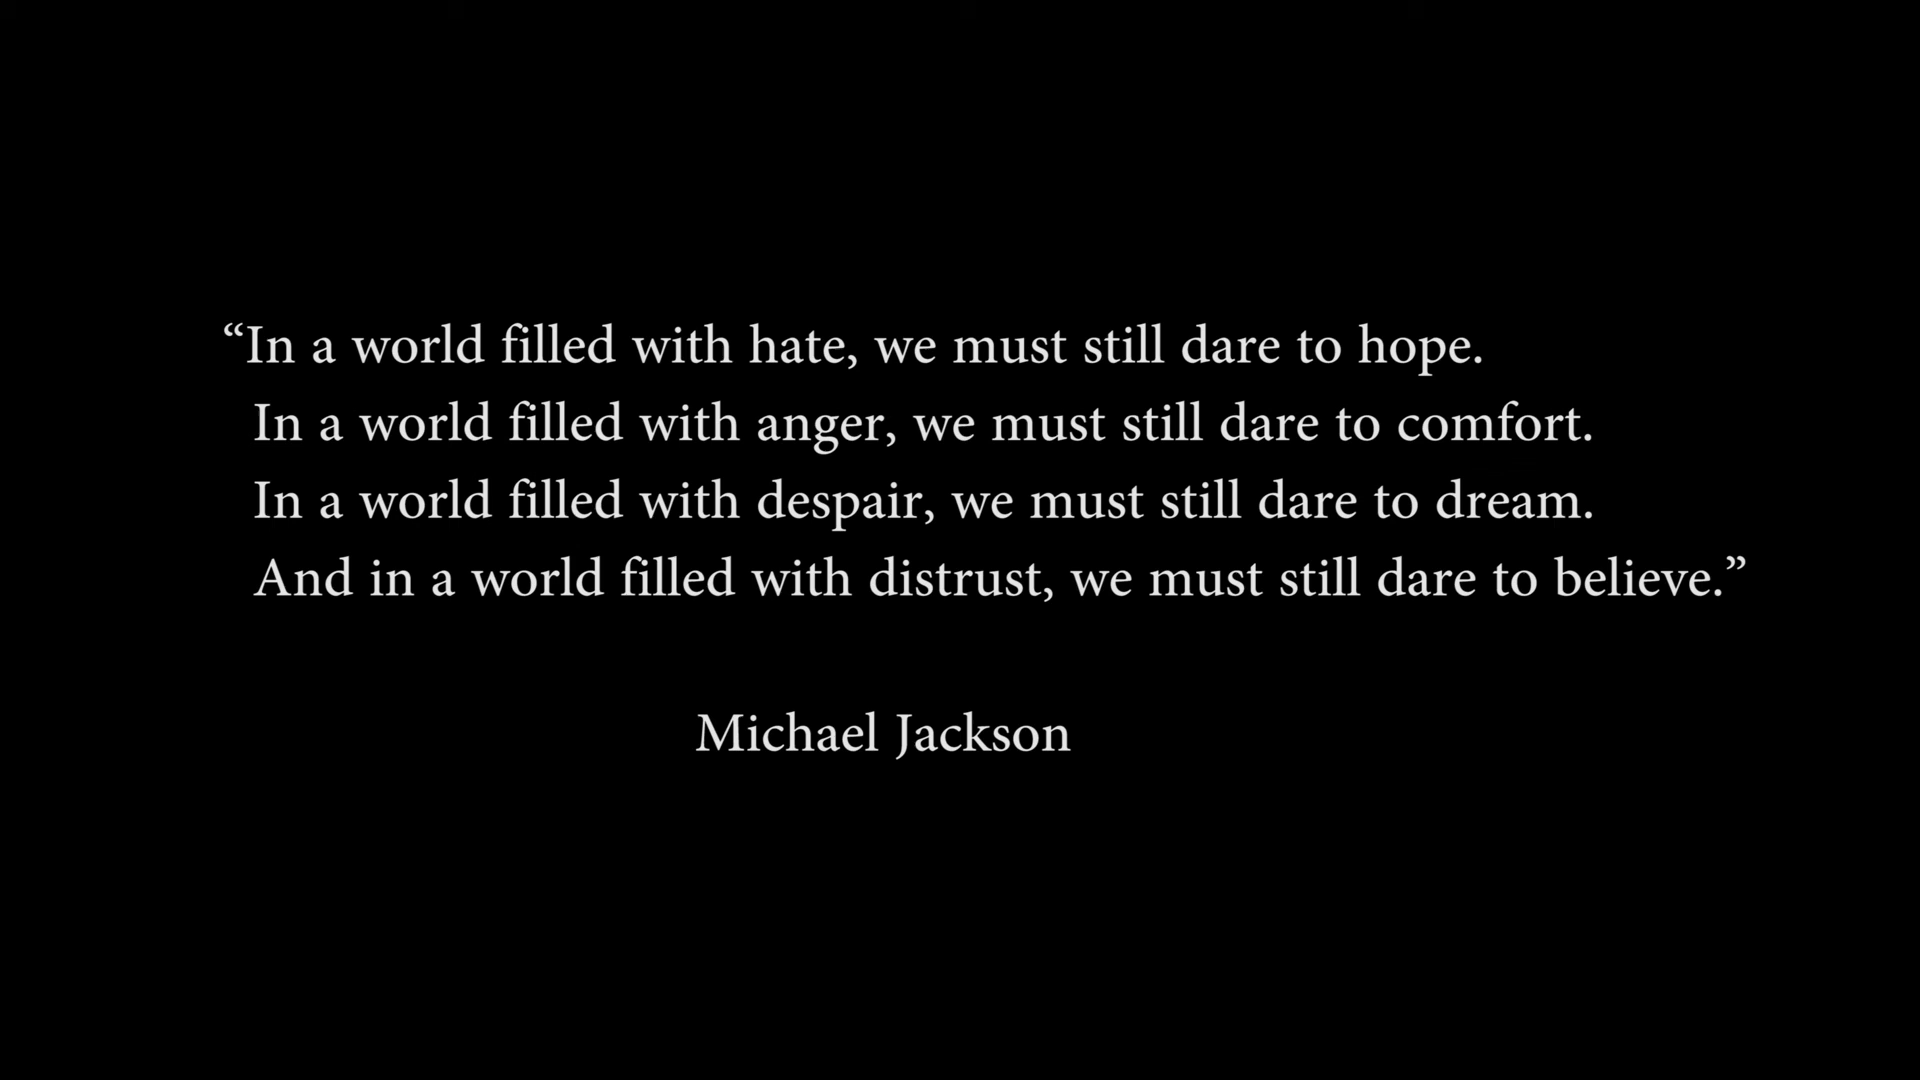 “In a world filled with hate, we must still dare to hope.
In a world filled with anger, we must still dare to comfort.
In a world filled with despair, we must still dare to dream.
And in a world filled with distrust, we must still dare to believe.”
Michael Jackson